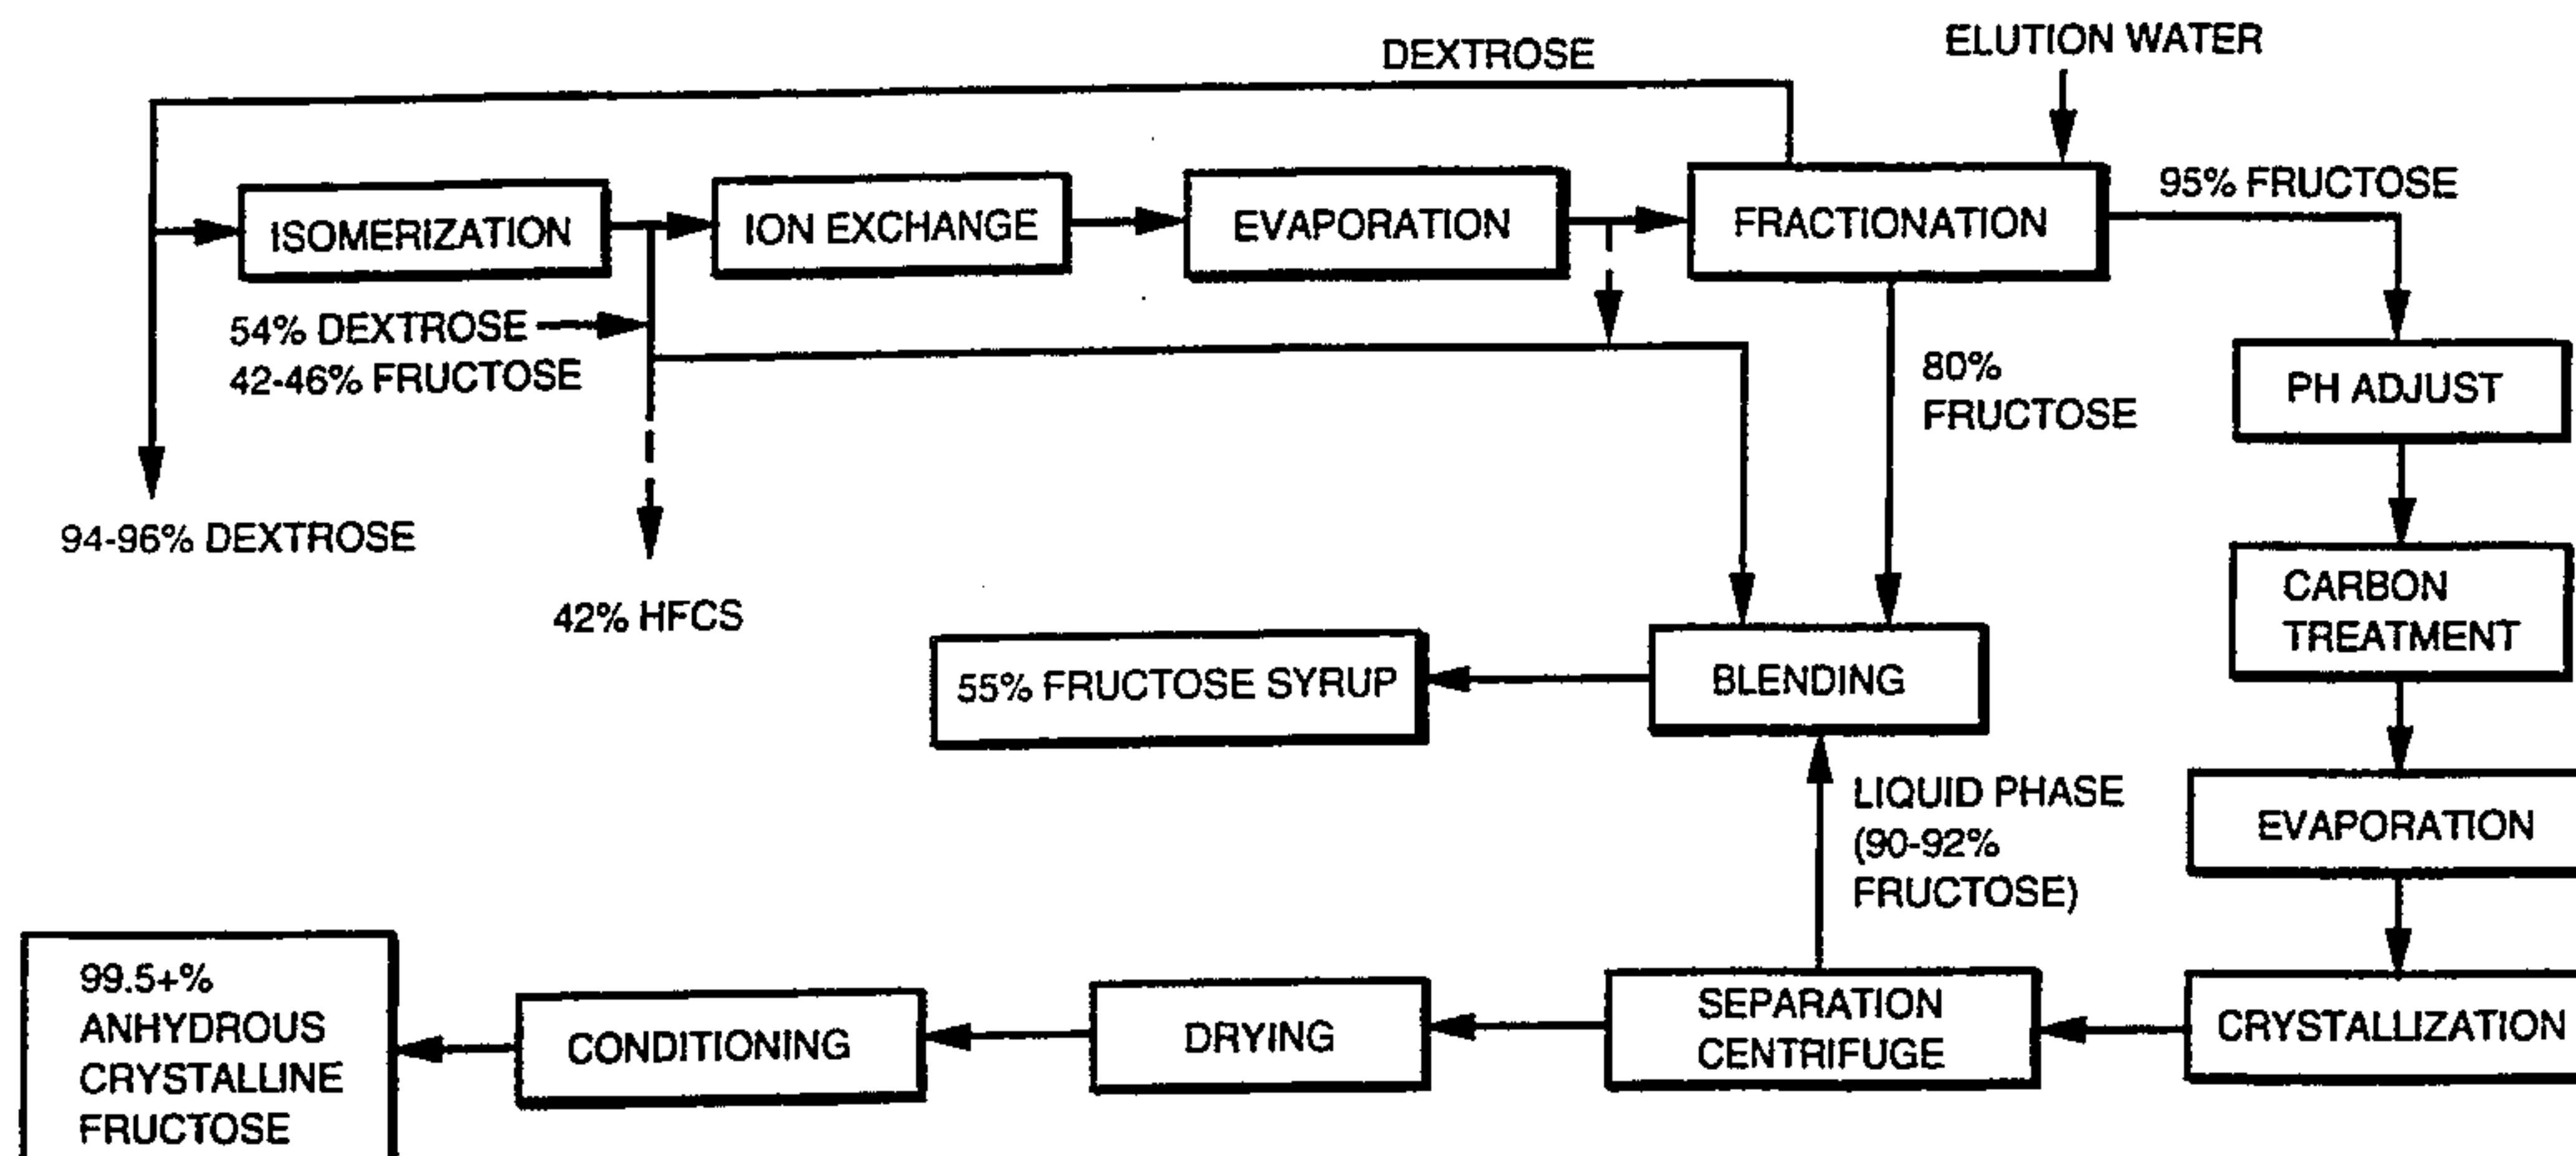 DEXTROSE
ELUTION WATER
ISOMERIZATION
ION EXCHANGE
EVAPORATION
FRACTIONATION
95% FRUCTOSE
54% DEXTROSE
42-46% FRUCTOSE
80%
FRUCTOSE
PH ADJUST
94-96% DEXTROSE
42% HFCS
CARBON
TREATMENT
55% FRUCTOSE SYRUP
BLENDING
LIQUID PHASE
(90-92%
FRUCTOSE)
EVAPORATION
99.5+%
ANHYDROUS
CRYSTALLINE
FRUCTOSE
CONDITIONING
DRYING
SEPARATION
CENTRIFUGE
CRYSTALLIZATION